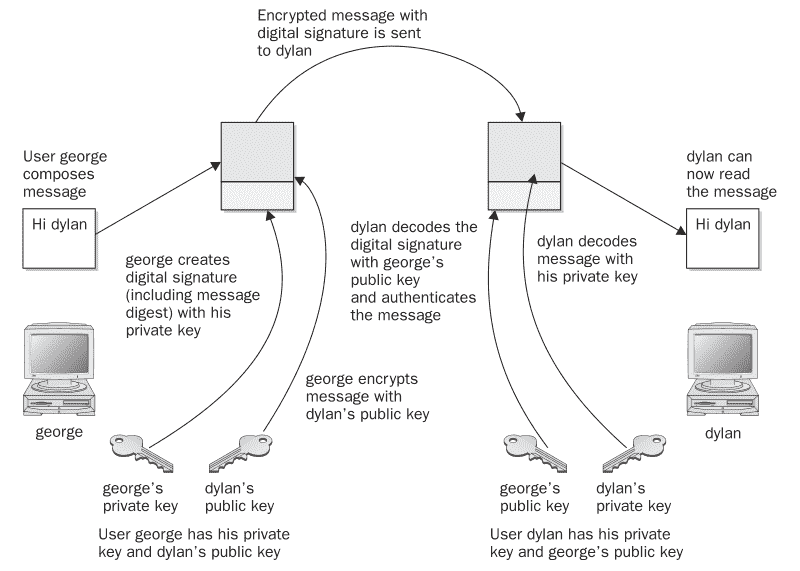 Encrypted message with
digital signature is sent
to dylan
User george
composes
message
Hi dylan
dylan can
now read
the message
Hi dylan
george creates
digital signature
(including message
digest) with his
private key
dylan decodes the
digital signature
with george's
public key
and authenticates
the message
dylan decodes
message with
his private key
george encrypts
message with
dylan's public key
george
dylan
george's
private key
dylan's
public key
george's
public key
dylan's
private key
User george has his private
key and dylan's public key
User dylan has his private
key and george's public key